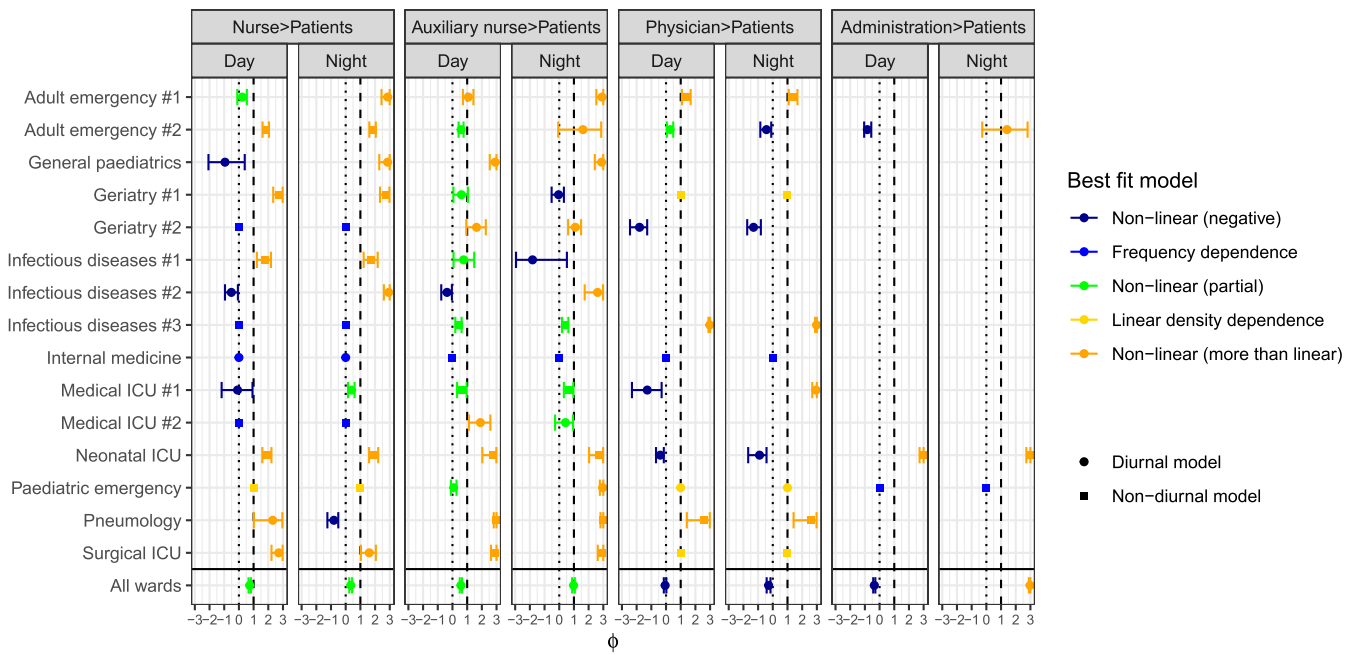 Nurse>Patients Auxiliary nurse>Patients Physician>Patients Administration>Patients
Day Night Day Night Day Night Day Night
Adult emergency #1
Adult emergency #2
General paediatrics
Geriatry #1
Geriatry #2
Infectious diseases #1
Infectious diseases #2
Infectious diseases #3
Internal medicine
Medical ICU #1
Medical ICU #2
Neonatal ICU
Paediatric emergency
Pneumology
Surgical ICU
All wards
−3−2−1 0 1 2 3 −3−2−1 0 1 2 3 −3−2−1 0 1 2 3 −3−2−1 0 1 2 3 −3−2−1 0 1 2 3 −3−2−1 0 1 2 3 −3−2−1 0 1 2 3 −3−2−1 0 1 2 3
ϕ
Best fit model
Non−linear (negative)
Frequency dependence
Non−linear (partial)
Linear density dependence
Non−linear (more than linear)
Diurnal model
Non−diurnal model